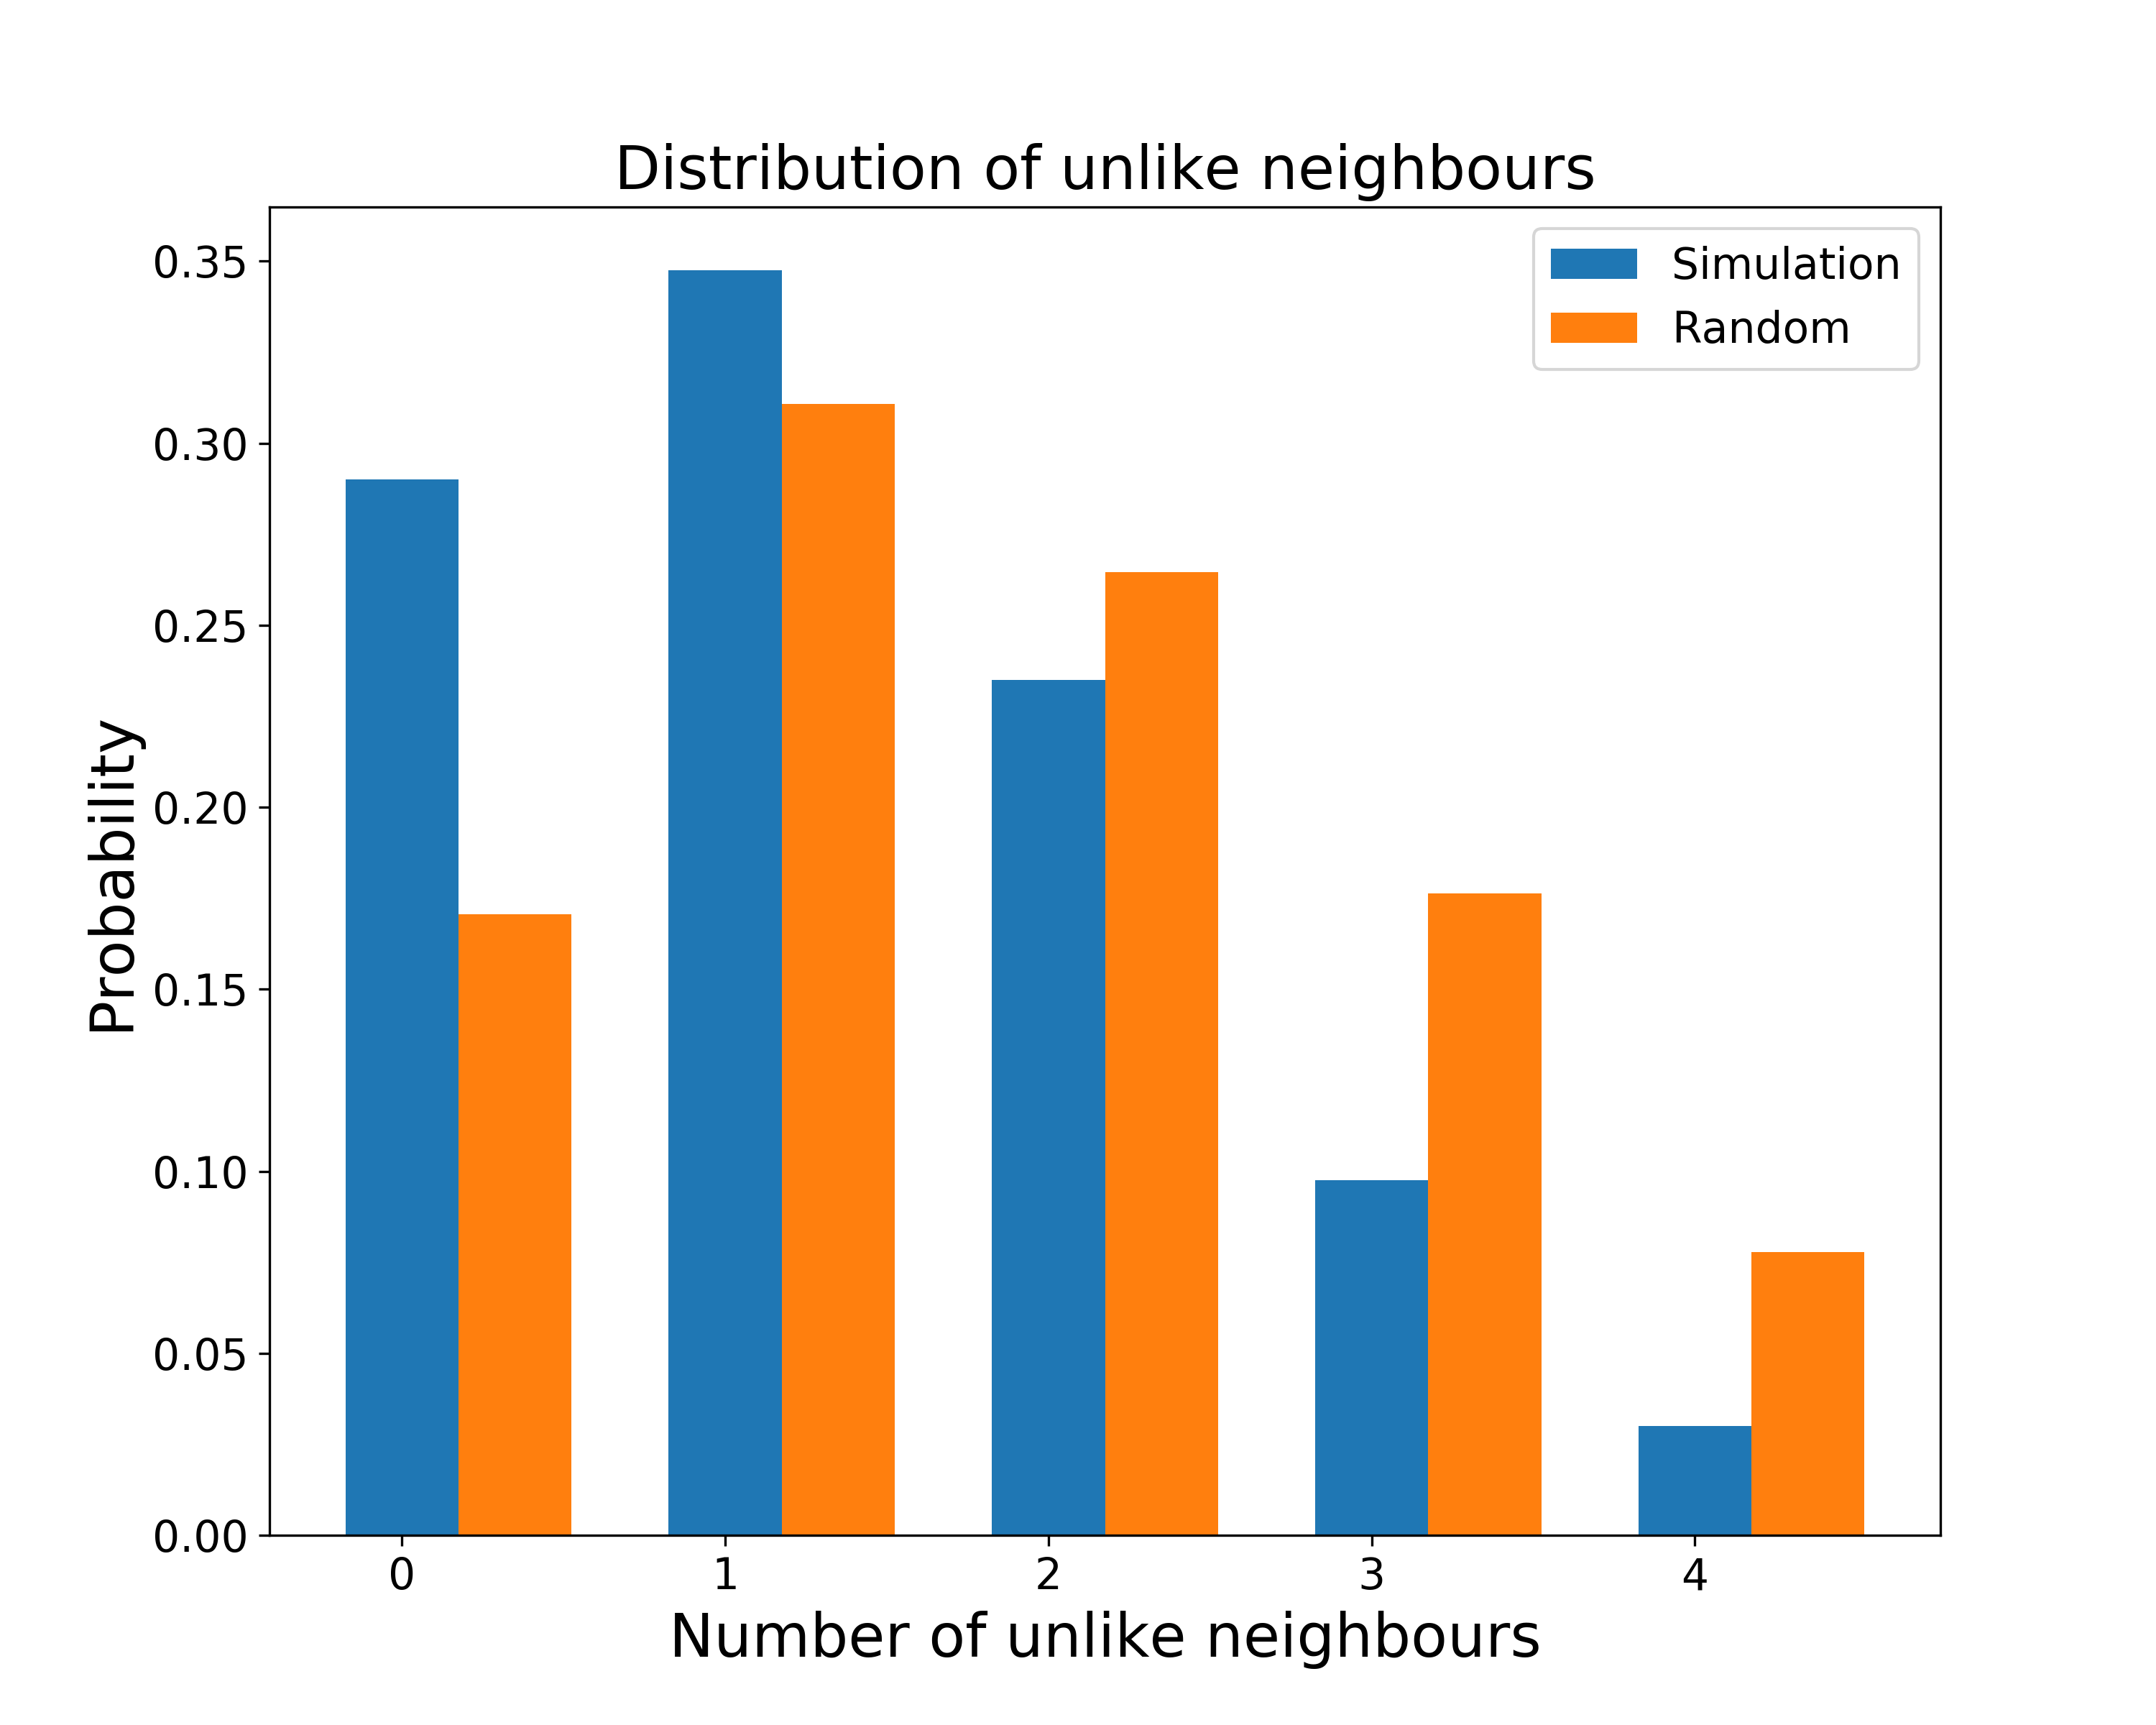 Distribution of unlike neighbours
Simulation
Random
Probability
0.35
0.30
0.25
0.20
0.15
0.10
0.05
0.00
0 1 2 3 4
Number of unlike neighbours